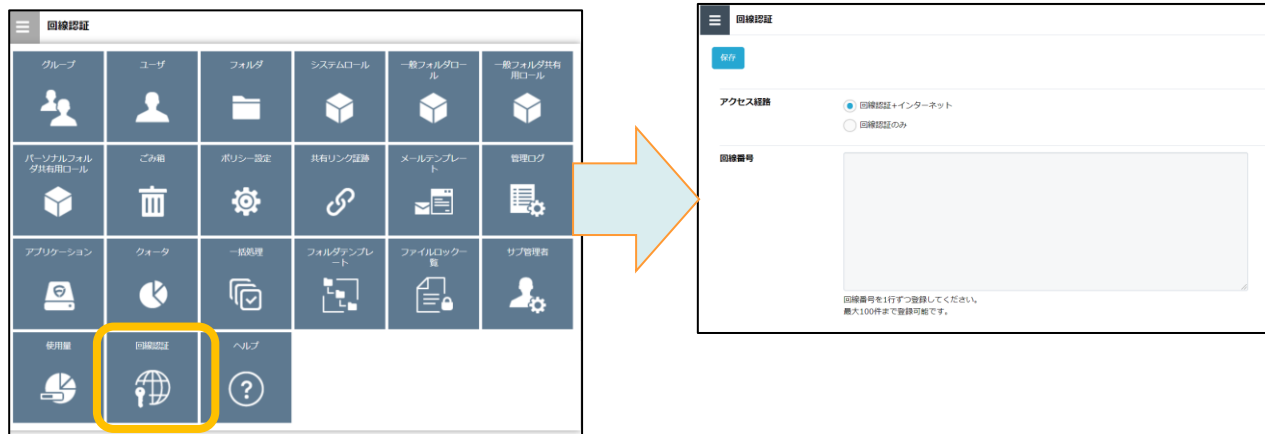 回線認証
グループ
ユーザ
フォルダ
システムロール
一般フォルダロー
ル
一般フォルダ共有
用ロール
パーソナルフォル
ダ共有用ロール
ごみ箱
ポリシー設定
共有リンク証跡
メールテンプレー
ト
管理ログ
アプリケーション
クォータ
一括処理
フォルダテンプレ
ート
ファイルロック一
覧
サブ管理者
使用量
回線認証
ヘルプ
回線認証
保存
アクセス経路
回線認証+インターネット
回線認証のみ
回線番号
回線番号を1行ずつ登録してください。
最大100件まで登録可能です。